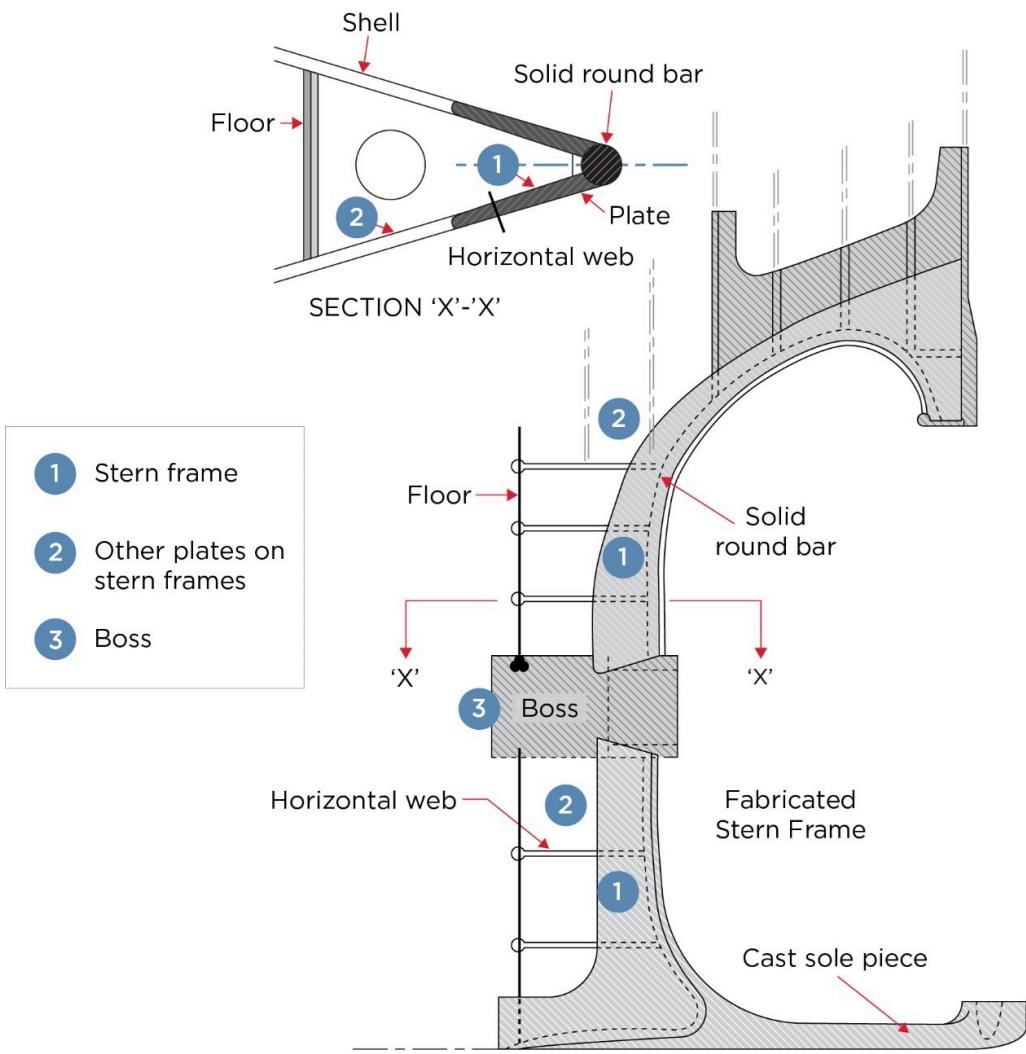 Shell
Solid round bar
Floor
1
2
Plate
Horizontal web
SECTION ‘X’-’X’
1 Stern frame
2 Other plates on
stern frames
3 Boss
2
Floor
Solid
round bar
1
‘X’
‘X’
3 Boss
Horizontal web
2
Fabricated
Stern Frame
1
Cast sole piece